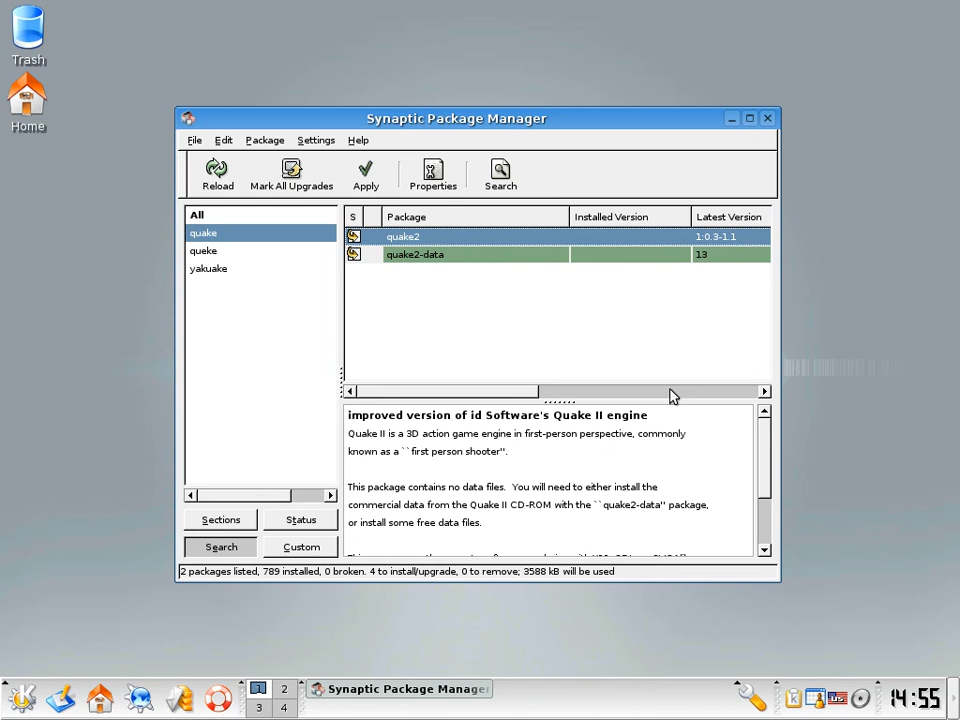 Trash
Home
Synaptic Package Manager
File Edit Package Settings Help
Reload Mark All Upgrades Apply Properties Search
All
quake
queke
yakuake
S Package Installed Version Latest Version
quake2 1:0.3-1.1
quake2-data 13
improved version of id Software's Quake II engine
Quake II is a 3D action game engine in first-person perspective, commonly
known as a ``first person shooter''.
This package contains no data files. You will need to either install the
commercial data from the Quake II CD-ROM with the ``quake2-data'' package,
or install some free data files.
Sections Status
Search Custom
2 packages listed, 789 installed, 0 broken. 4 to install/upgrade, 0 to remove; 3588 kB will be used
1 2
3 4
Synaptic Package Manager
14:55